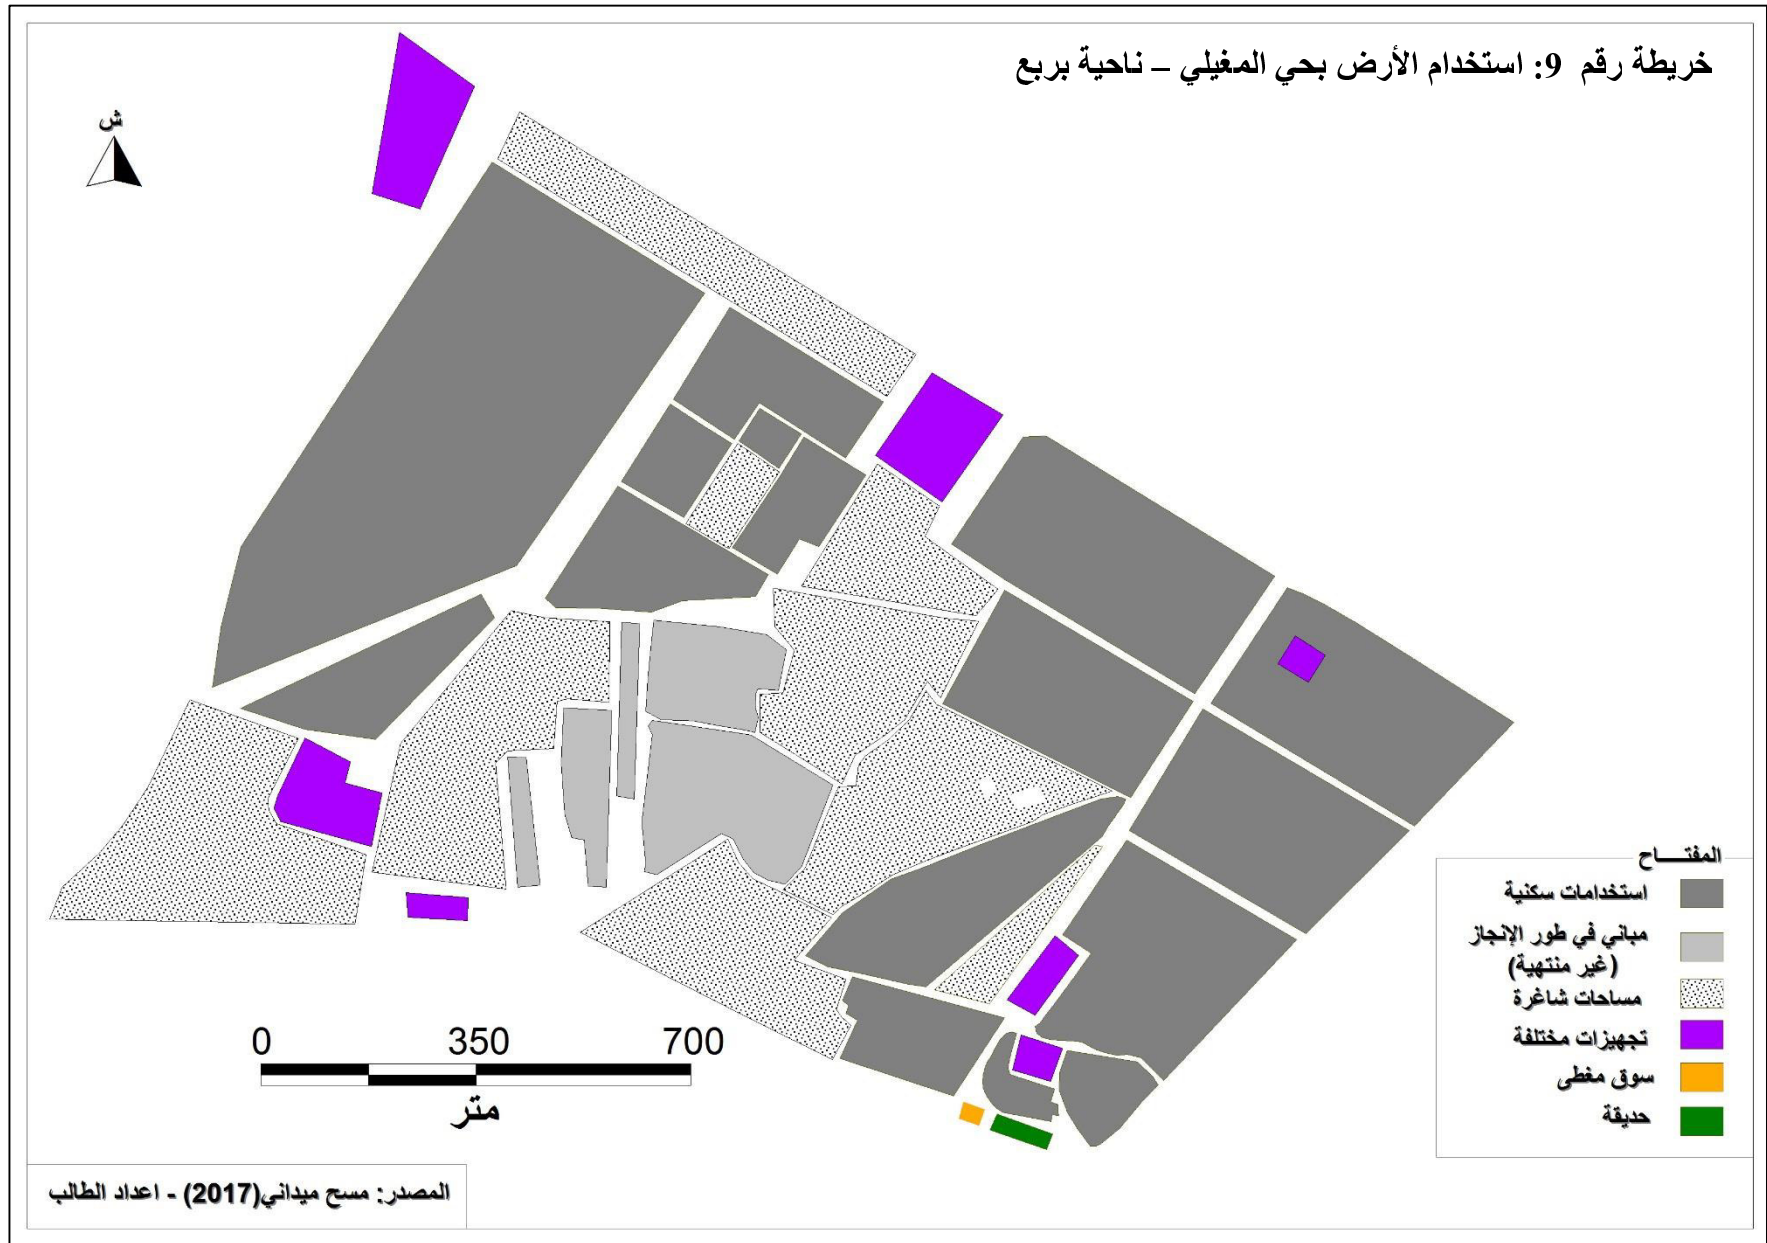 خريطة رقم 9: استخدام الأرض بحي المغيلي – ناحية بربع
ش
المفتـــاح
استخدامات سكنية
مباني في طور الإنجاز
(غير منتهية)
مساحات شاغرة
تجهيزات مختلفة
سوق مغطى
حديقة
0 350 700
متر
المصدر: مسح ميداني(2017) - اعداد الطالب